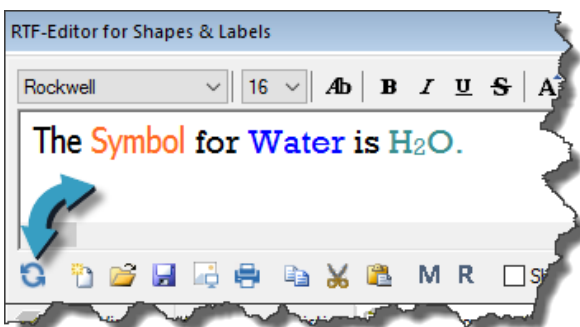 RTF-Editor for Shapes & Labels
Rockwell 16 Ab B I U S A
The Symbol for Water is H₂O.
M R